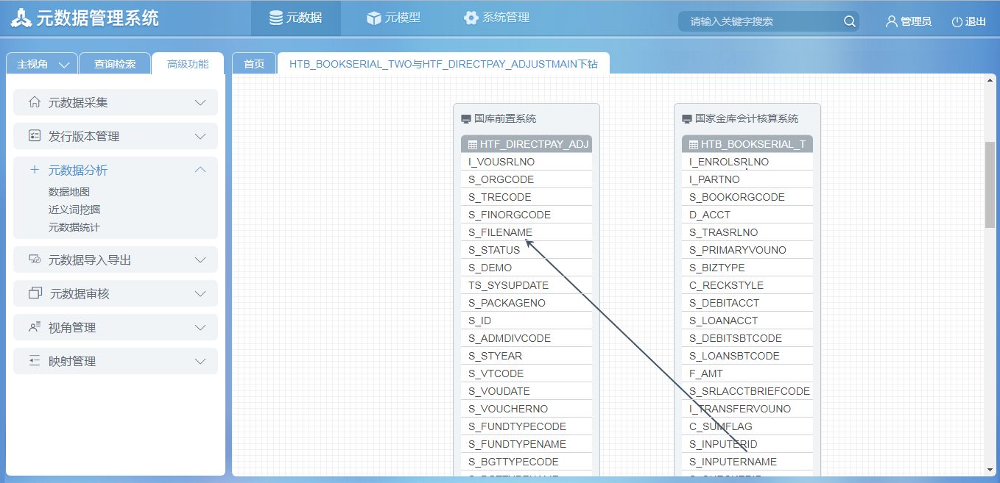 元数据管理系统
元数据
元模型
系统管理
请输入关键字搜索
管理员
退出
主视角
查询检索
高级功能
首页
HTB_BOOKSERIAL_TWO与HTF_DIRECTPAY_ADJUSTMAIN下钻
元数据采集
发行版本管理
元数据分析
数据地图
近义词挖掘
元数据统计
元数据导入导出
元数据审核
视角管理
映射管理
国库前置系统
HTF_DIRECTPAY_ADJ
I_VOUSRLNO
S_ORGCODE
S_TRECODE
S_FINORGCODE
S_FILENAME
S_STATUS
S_DEMO
TS_SYSUPDATE
S_PACKAGENO
S_ID
S_ADMDIVCODE
S_STYEAR
S_VTCODE
S_VOUDATE
S_VOUCHERNO
S_FUNDTYPECODE
S_FUNDTYPENAME
S_BGTTYPECODE
国家金库会计核算系统
HTB_BOOKSERIAL_T
I_ENROLSRLNO
I_PARTNO
S_BOOKORGCODE
D_ACCT
S_TRASRLNO
S_PRIMARYVOUNO
S_BIZTYPE
C_RECKSTYLE
S_DEBITACCT
S_LOANACCT
S_DEBITSBTCODE
S_LOANSBTCODE
F_AMT
S_SRLACCTBRIEFCODE
I_TRANSFERVOUNO
C_SUMFLAG
S_INPUTERID
S_INPUTERNAME